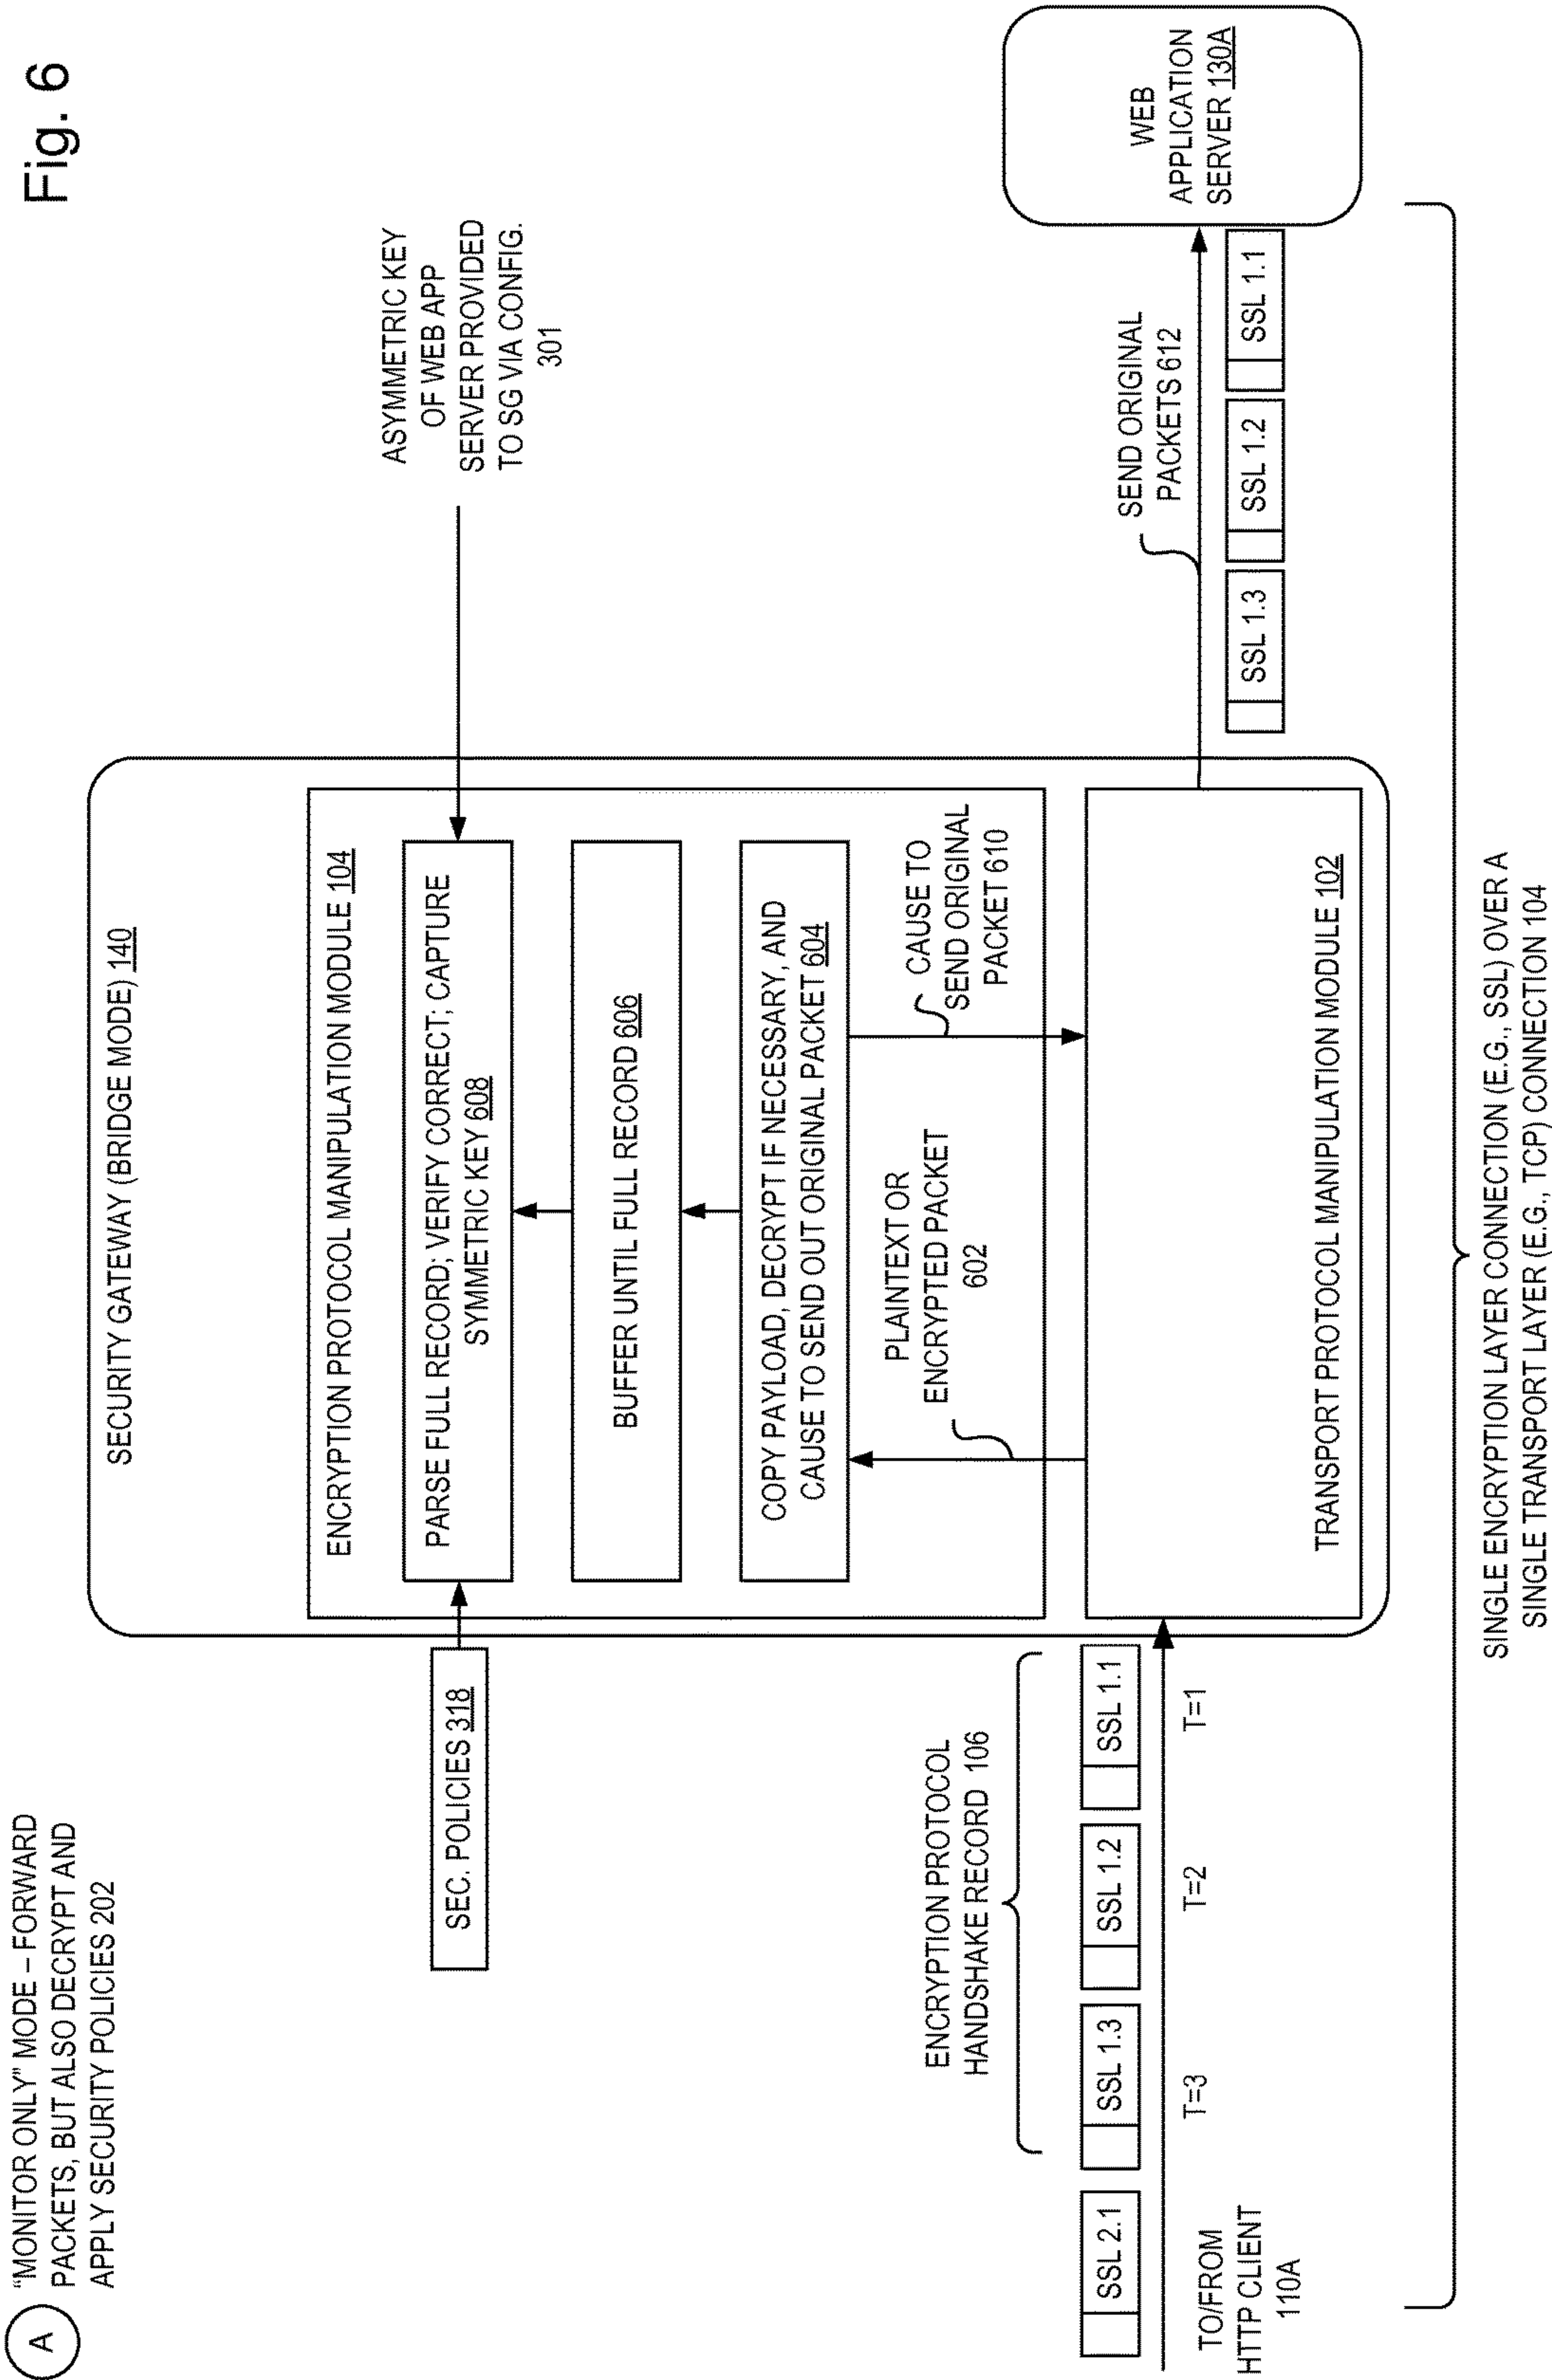 Fig. 6
A
"MONITOR ONLY" MODE – FORWARD
PACKETS, BUT ALSO DECRYPT AND
APPLY SECURITY POLICIES 202
SECURITY GATEWAY (BRIDGE MODE) 140
ENCRYPTION PROTOCOL MANIPULATION MODULE 104
SEC. POLICIES 318
PARSE FULL RECORD; VERIFY CORRECT; CAPTURE
SYMMETRIC KEY 608
ASYMMETRIC KEY
OF WEB APP
SERVER PROVIDED
TO SG VIA CONFIG.
301
BUFFER UNTIL FULL RECORD 606
COPY PAYLOAD, DECRYPT IF NECESSARY, AND
CAUSE TO SEND OUT ORIGINAL PACKET 604
PLAINTEXT OR
ENCRYPTED PACKET
602
CAUSE TO
SEND ORIGINAL
PACKET 610
ENCRYPTION PROTOCOL
HANDSHAKE RECORD 106
SSL 2.1
SSL 1.3
SSL 1.2
SSL 1.1
T=3
T=2
T=1
TO/FROM
HTTP CLIENT
110A
TRANSPORT PROTOCOL MANIPULATION MODULE 102
SEND ORIGINAL
PACKETS 612
SSL 1.3
SSL 1.2
SSL 1.1
WEB
APPLICATION
SERVER 130A
SINGLE ENCRYPTION LAYER CONNECTION (E.G., SSL) OVER A
SINGLE TRANSPORT LAYER (E.G., TCP) CONNECTION 104